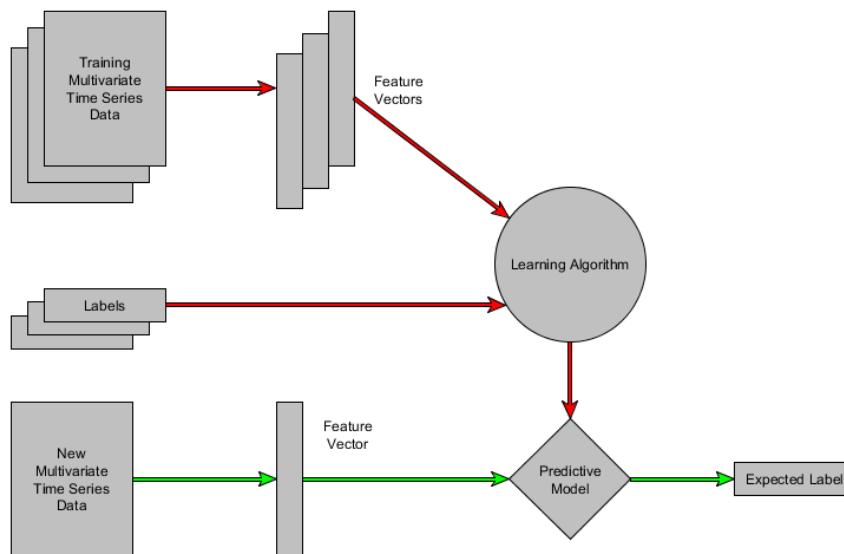 Training
Multivariate
Time Series
Data
Feature
Vectors
Learning Algorithm
Labels
New
Multivariate
Time Series
Data
Feature
Vector
Predictive
Model
Expected Label